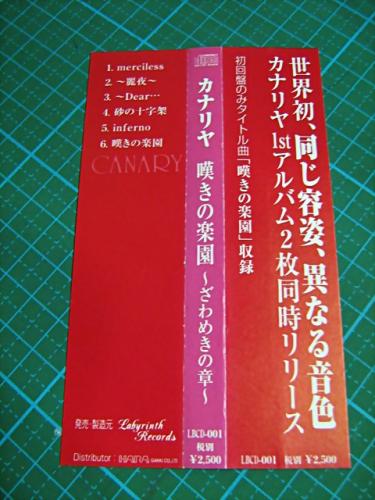 世界初、同じ容姿、異なる音色
カナリヤ1stアルバム2枚同時リリース
初回盤のみタイトル曲「嘆きの楽園」収録
LBCD-001 税別 ¥2,500
カナリヤ 嘆きの楽園 〜ざわめきの章〜
LBCD-001
税別
¥2,500
1. merciless
2. 〜麗夜〜
3. 〜Dear…
4. 砂の十字架
5. inferno
6. 嘆きの楽園
CANARY
発売・製造元 Labyrinth Records
Distributor :